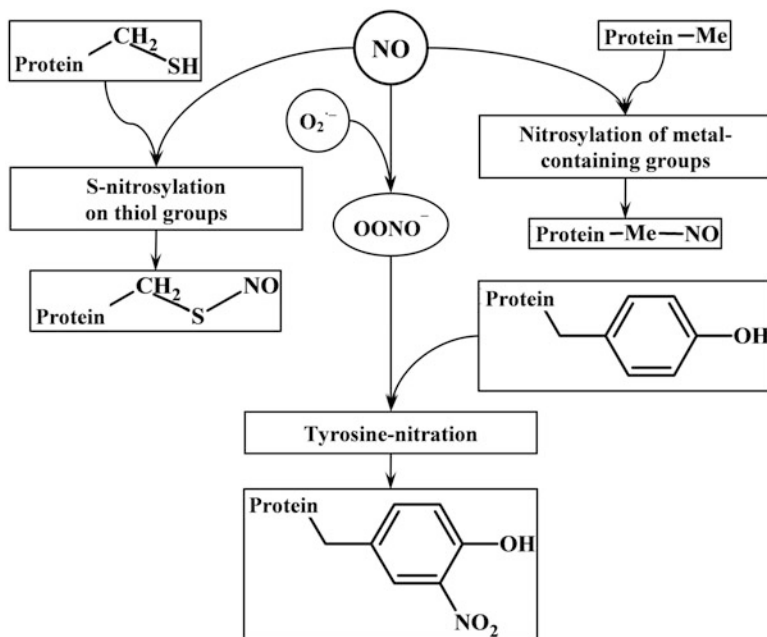 CH2
Protein
SH
NO
Protein–Me
O2·–
Nitrosylation of metal-
containing groups
S-nitrosylation
on thiol groups
OONO–
Protein–Me–NO
CH2
NO
Protein
S
Protein
OH
Tyrosine-nitration
Protein
OH
NO2